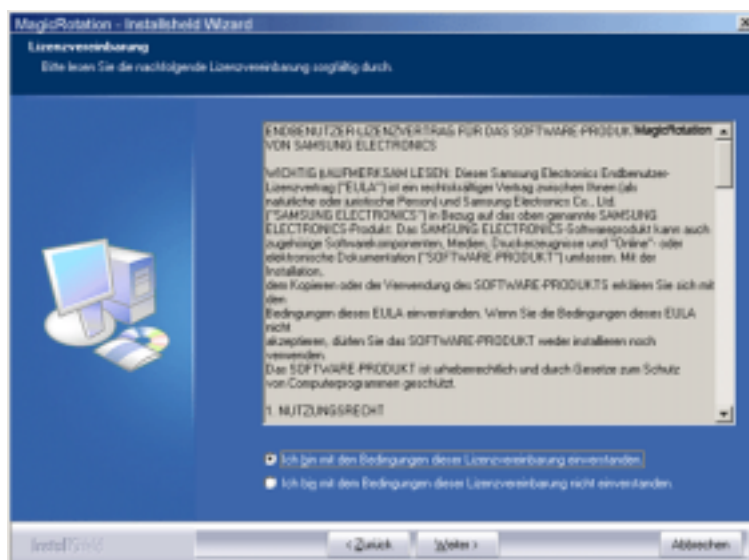 MagicRotation - Installsheld Wizard
Lizenzvereinbarung
Bitte lesen Sie die nachfolgende Lizenzvereinbarung sorgfältig durch.
ENDBENUTZER-LIZENZVERTRAG FÜR DAS SOFTWARE-PRODUK MagicRotation
VON SAMSUNG ELECTRONICS
WICHTIG AUFMERKSAM LESEN: Dieser Samsung Electronics Endbenutzer-
Lizenzvertrag ("EULA") ist ein rechtskräftiger Vertrag zwischen Ihnen (als
natürliche oder juristische Person) und Samsung Electronics Co., Ltd.
("SAMSUNG ELECTRONICS") in Bezug auf das oben genannte SAMSUNG
ELECTRONICS-Produkt. Das SAMSUNG ELECTRONICS-Softwareprodukt kann auch
zugehörige Softwarekomponenten, Medien, Druckerzeugnisse und "Online"- oder
elektronische Dokumentation ("SOFTWARE-PRODUKT") umfassen. Mit der
Installation,
dem Kopieren oder der Verwendung des SOFTWARE-PRODUKTS erklären Sie sich mit
den
Bedingungen dieses EULA einverstanden. Wenn Sie die Bedingungen dieses EULA
nicht
akzeptieren, dürfen Sie das SOFTWARE-PRODUKT weder installieren noch
verwenden.
Das SOFTWARE-PRODUKT ist urheberrechtlich und durch Gesetze zum Schutz
von Computerprogrammen geschützt.
1. NUTZUNGSRECHT
Ich bin mit den Bedingungen dieser Lizenzvereinbarung einverstanden.
Ich big mit dem Bedingungen dieser Lizenzvereinbarung nicht einverstanden.
InstallShield
< Zurück
Weiter >
Abbrechen